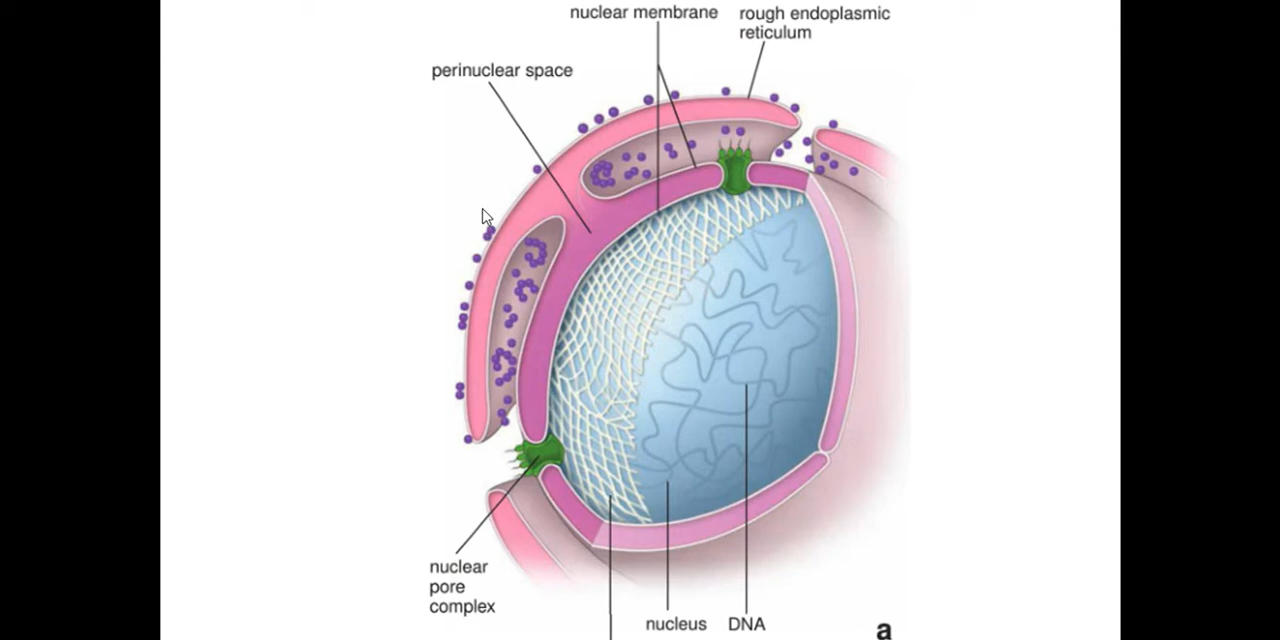 nuclear membrane
rough endoplasmic
reticulum
perinuclear space
nuclear
pore
complex
nucleus
DNA
a